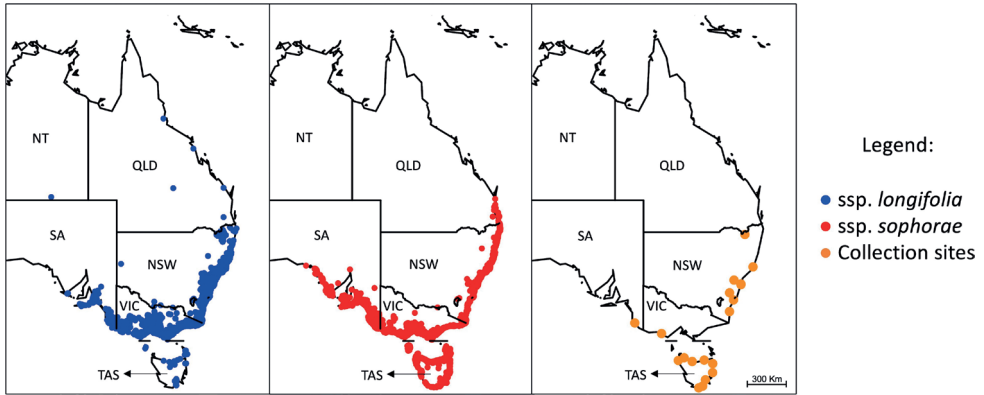 NT
QLD
SA
NSW
VIC
TAS
NT
QLD
SA
NSW
VIC
TAS
NT
QLD
SA
NSW
VIC
TAS
300 Km
Legend:
ssp. longifolia
ssp. sophorae
Collection sites